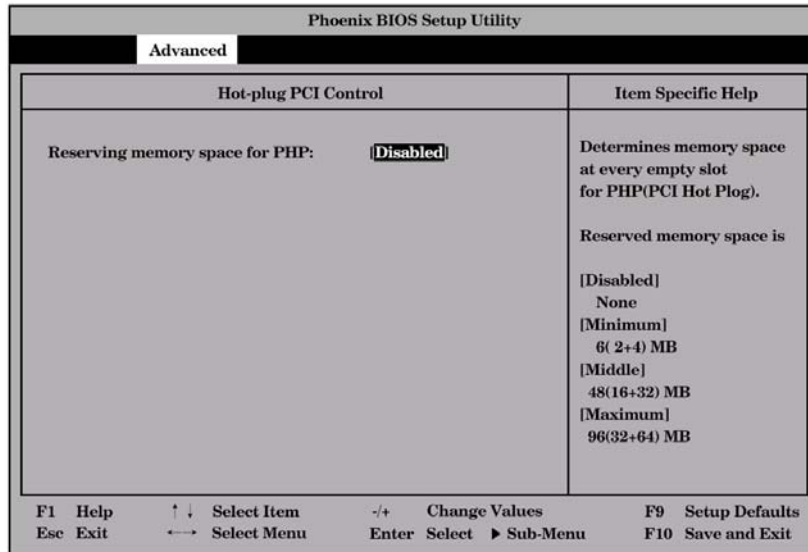 Phoenix BIOS Setup Utility
Advanced
Hot-plug PCI Control
Item Specific Help
Reserving memory space for PHP: [Disabled]
Determines memory space
at every empty slot
for PHP(PCI Hot Plog).
Reserved memory space is
[Disabled]
None
[Minimum]
6( 2+4) MB
[Middle]
48(16+32) MB
[Maximum]
96(32+64) MB
F1 Help ↑ ↓ Select Item -/+ Change Values F9 Setup Defaults
Esc Exit ←→ Select Menu Enter Select ▶ Sub-Menu F10 Save and Exit